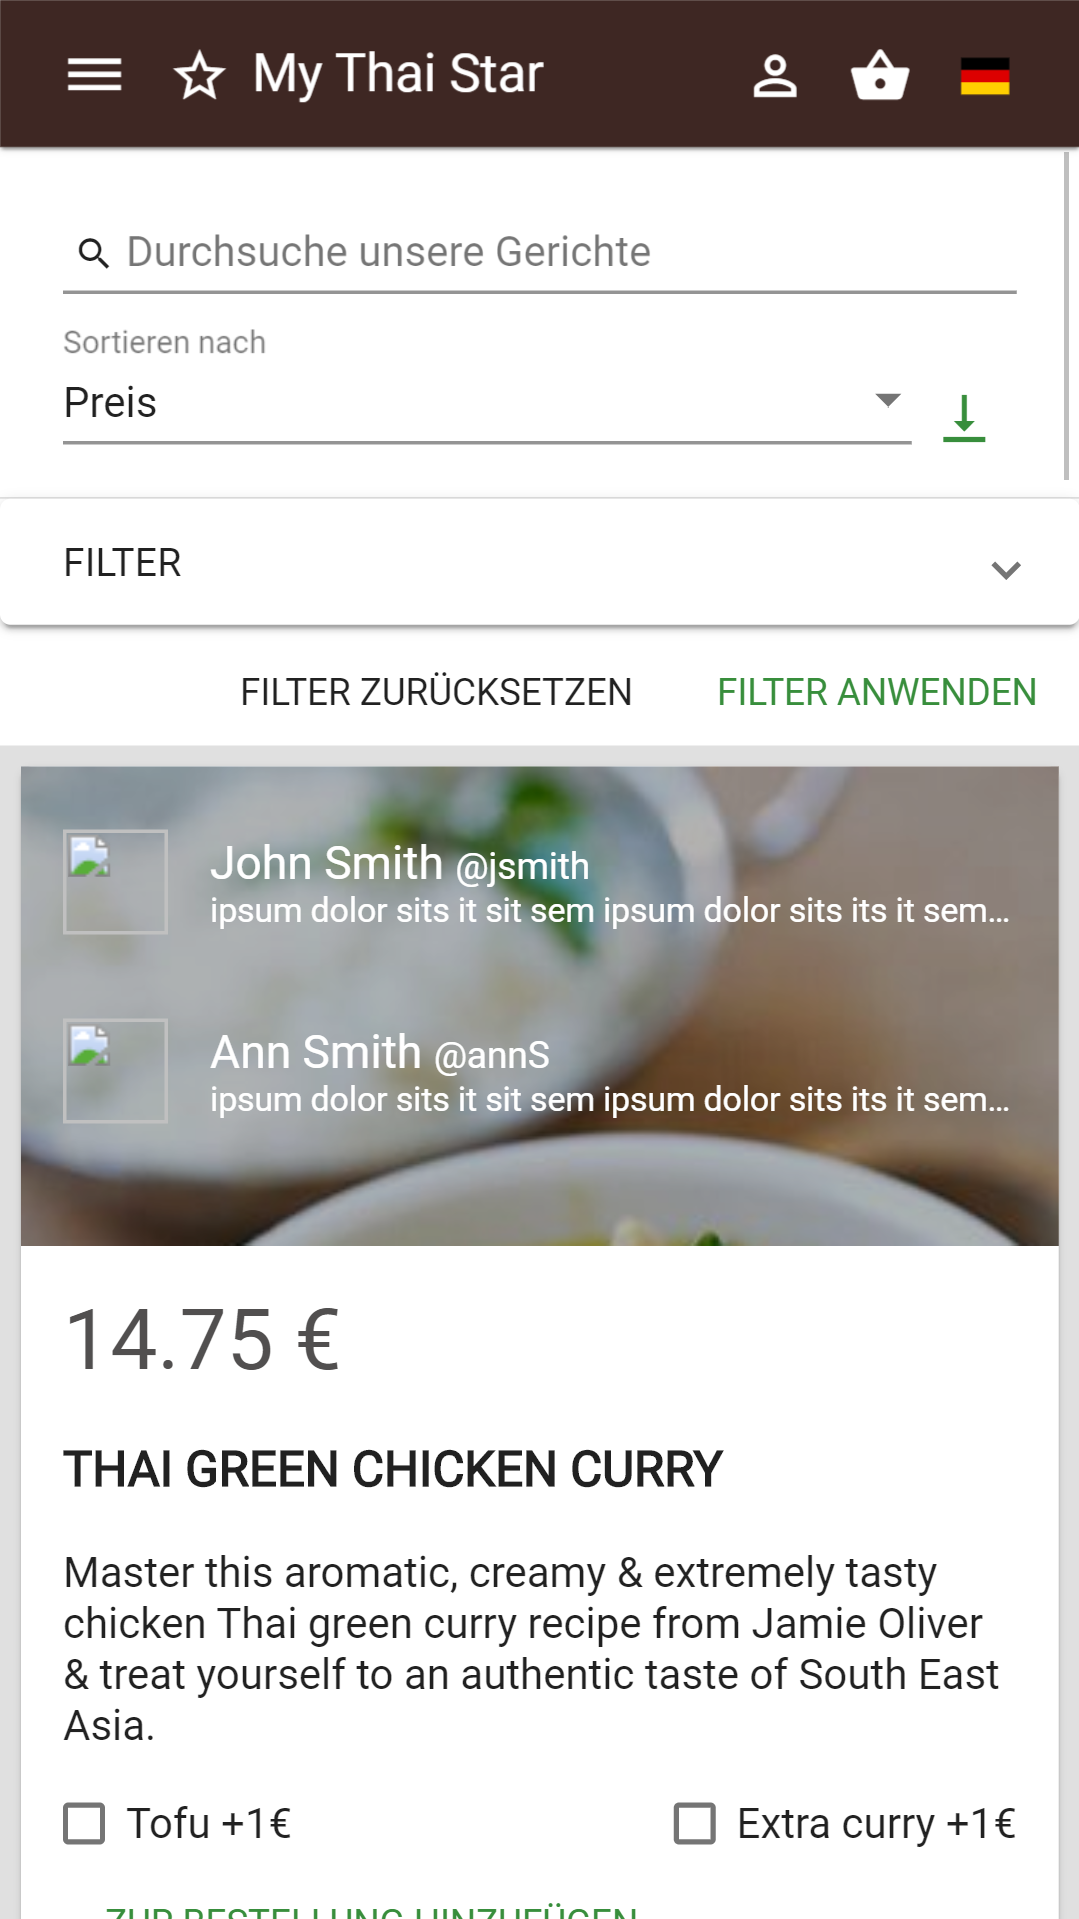 My Thai Star
Durchsuche unsere Gerichte
Sortieren nach
Preis
FILTER
FILTER ZURÜCKSETZEN FILTER ANWENDEN
John Smith @jsmith
ipsum dolor sits it sit sem ipsum dolor sits its it sem...
Ann Smith @annS
ipsum dolor sits it sit sem ipsum dolor sits its it sem...
14.75 €
THAI GREEN CHICKEN CURRY
Master this aromatic, creamy & extremely tasty
chicken Thai green curry recipe from Jamie Oliver
& treat yourself to an authentic taste of South East
Asia.
Tofu +1€ Extra curry +1€
ZUR BESTELLUNG HINZUFÜGEN